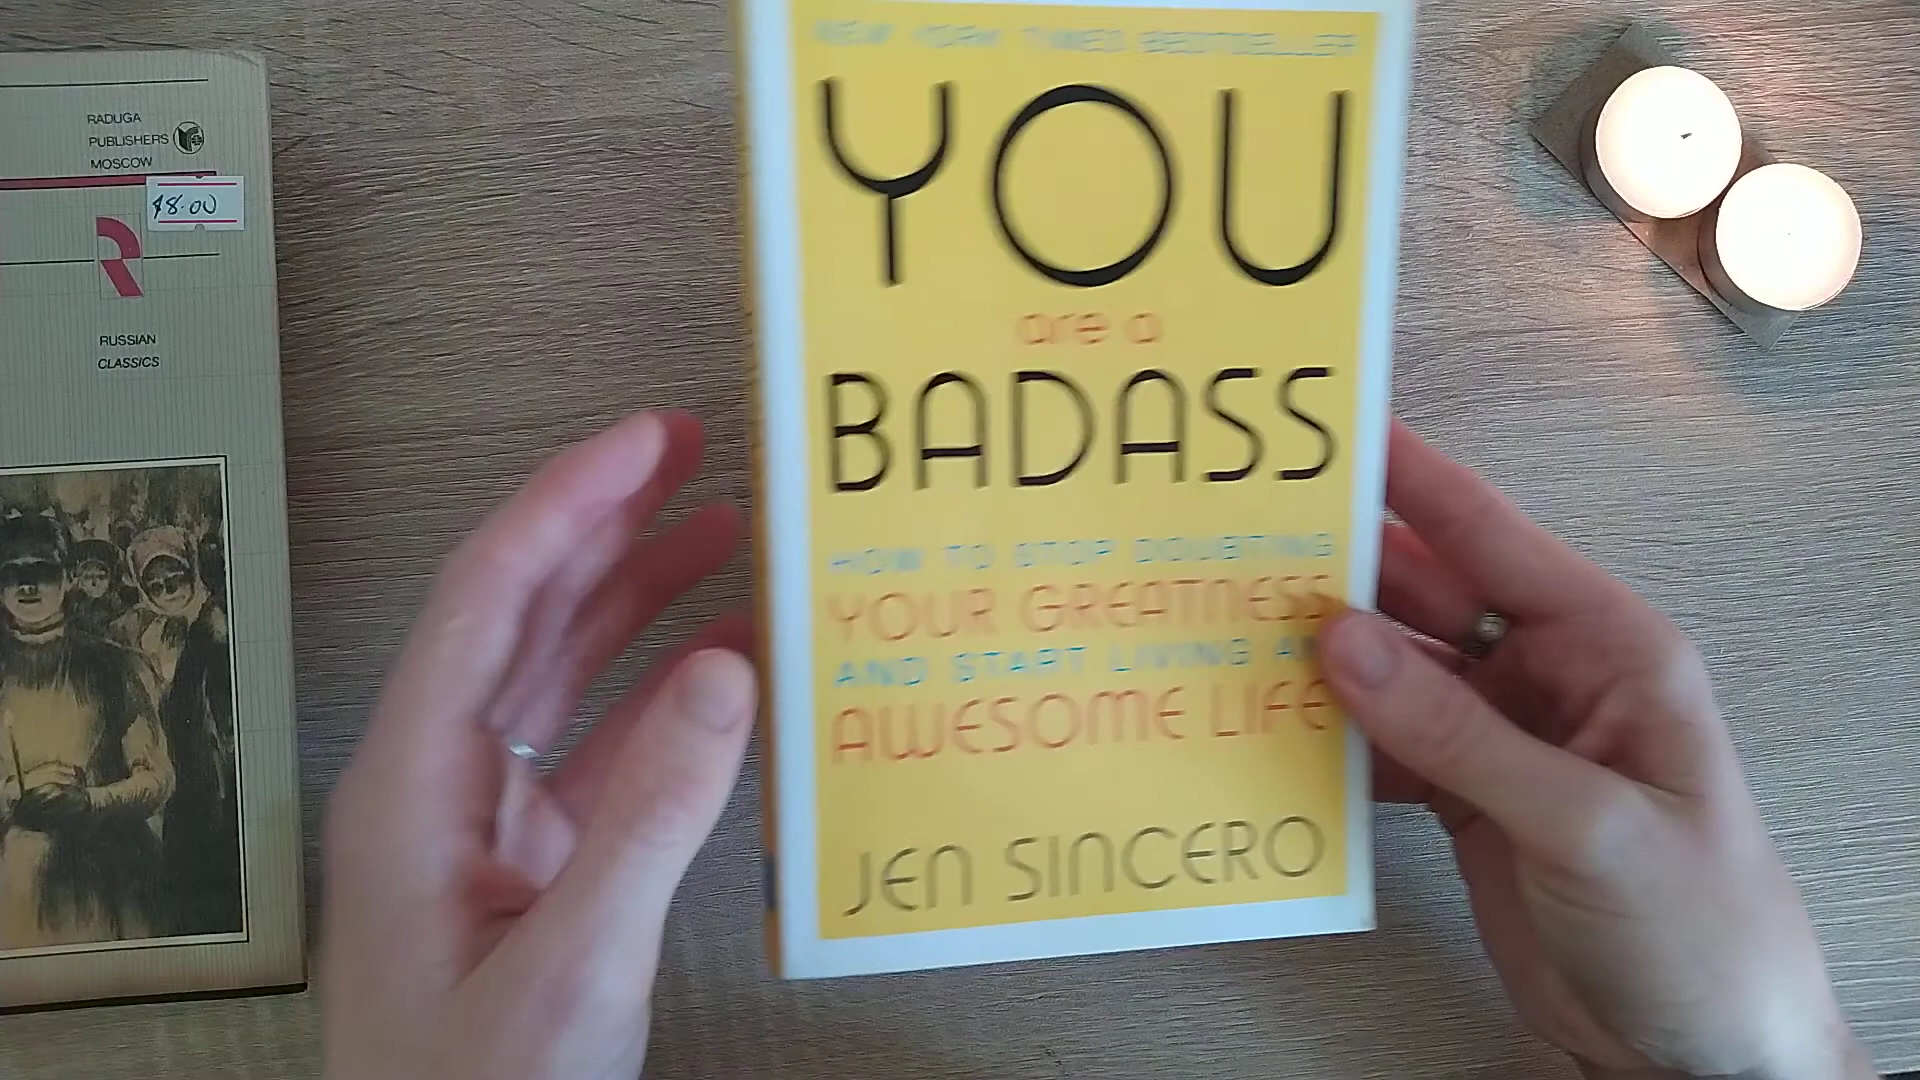 RADUGA
PUBLISHERS
MOSCOW
$8.00
R
RUSSIAN
CLASSICS
NEW YORK TIMES BESTSELLER
YOU
are a
BADASS
HOW TO STOP DOUBTING
YOUR GREATNESS
AND START LIVING AN
AWESOME LIFE
JEN SINCERO